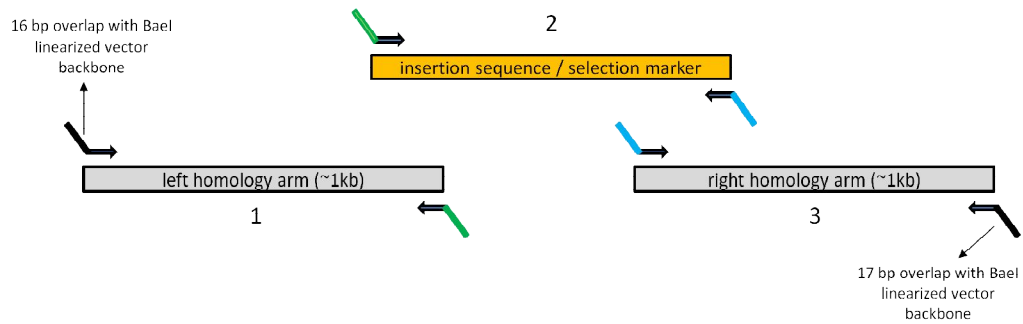 16 bp overlap with BaeI
linearized vector
backbone
2
insertion sequence / selection marker
left homology arm (~1kb)
1
right homology arm (~1kb)
3
17 bp overlap with BaeI
linearized vector
backbone